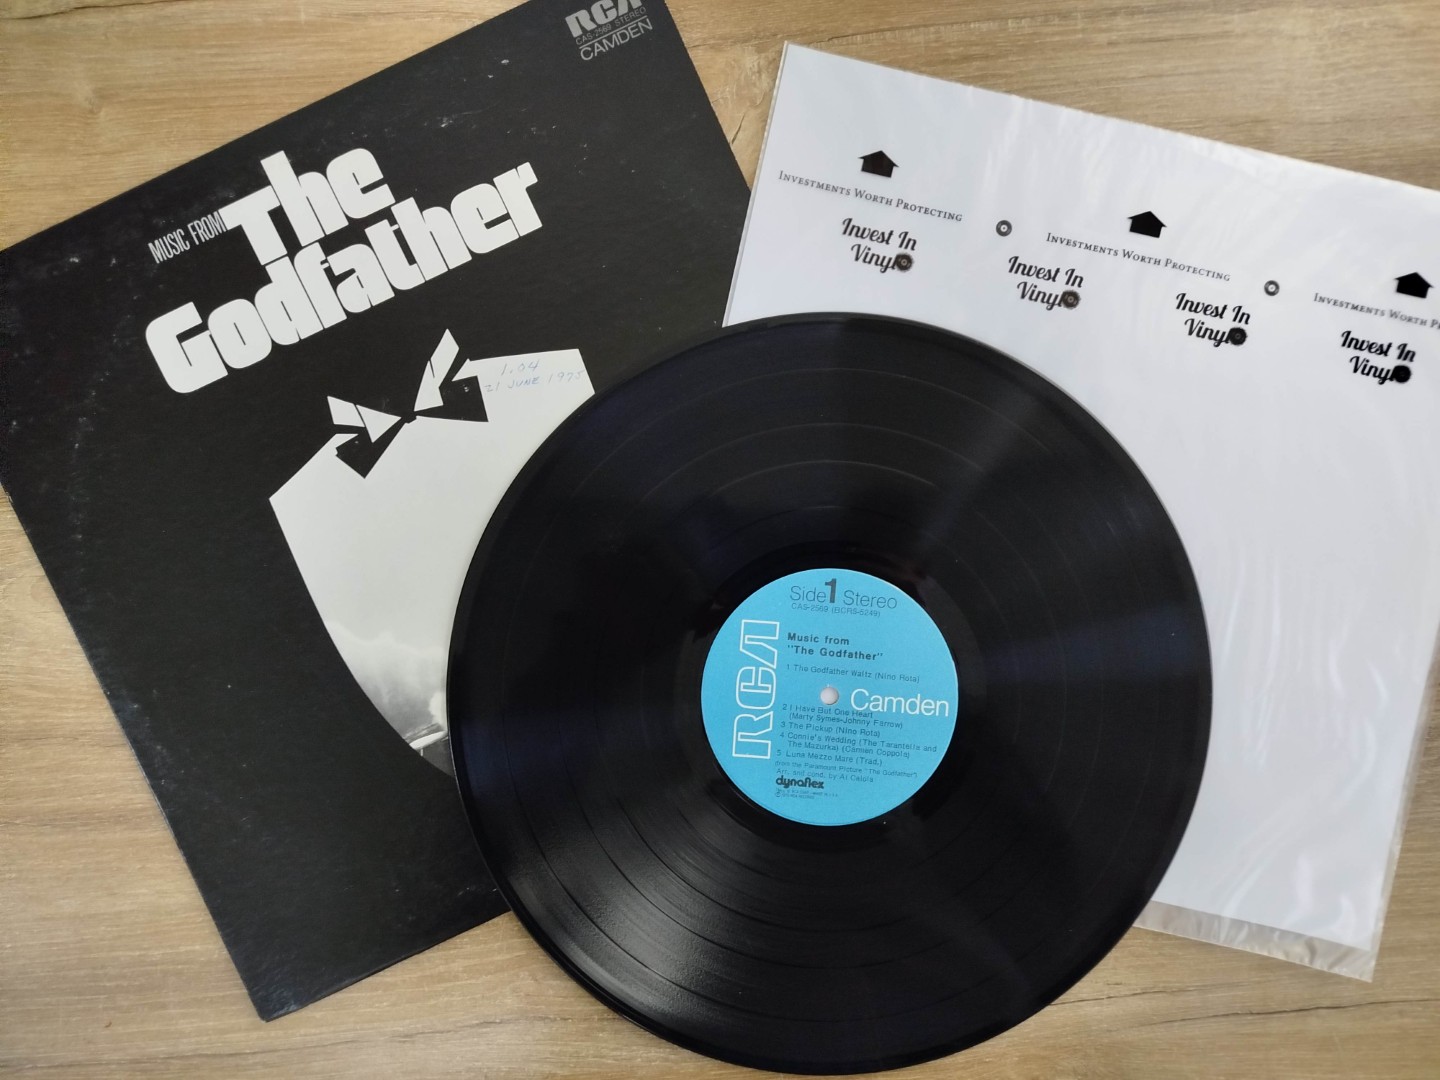 RCA
CAS-2569 STEREO
CAMDEN
MUSIC FROM
The
Godfather
1.04
21 JUNE 1975
INVESTMENTS WORTH PROTECTING
Invest In
Vinyl
INVESTMENTS WORTH PROTECTING
Invest In
Vinyl
Invest In
Vinyl
INVESTMENTS WORTH P
Invest In
Vinyl
Side 1 Stereo
CAS-2569 (BCRS-5249)
RCA
Music from
"The Godfather"
1 The Godfather Waltz (Nino Rota)
Camden
2 I Have But One Heart
(Marty Symes-Johnny Farrow)
3 The Pickup (Nino Rota)
4 Connie's Wedding (The Tarantella and
The Mazurka) (Carmen Coppola)
5 Luna Mezzo Mare (Trad.)
(from the Paramount Picture "The Godfather")
Arr. and cond. by Al Caiola
dynaflex